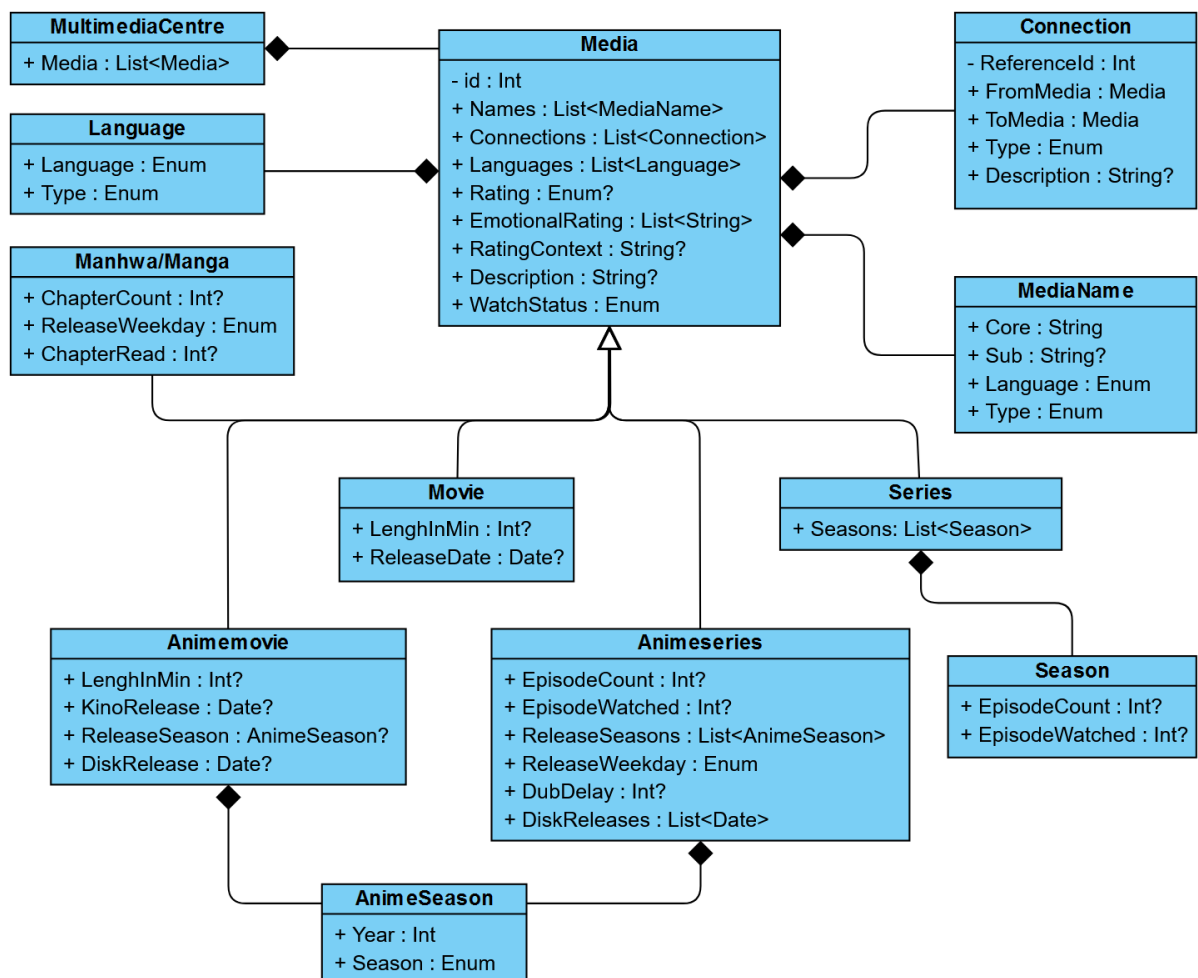 MultimediaCentre
+ Media : List<Media>
Media
- id : Int
+ Names : List<MediaName>
+ Connections : List<Connection>
+ Languages : List<Language>
+ Rating : Enum?
+ EmotionalRating : List<String>
+ RatingContext : String?
+ Description : String?
+ WatchStatus : Enum
Connection
- ReferenceId : Int
+ FromMedia : Media
+ ToMedia : Media
+ Type : Enum
+ Description : String?
Language
+ Language : Enum
+ Type : Enum
Manhwa/Manga
+ ChapterCount : Int?
+ ReleaseWeekday : Enum
+ ChapterRead : Int?
MediaName
+ Core : String
+ Sub : String?
+ Language : Enum
+ Type : Enum
Movie
+ LenghInMin : Int?
+ ReleaseDate : Date?
Series
+ Seasons: List<Season>
Animemovie
+ LenghInMin : Int?
+ KinoRelease : Date?
+ ReleaseSeason : AnimeSeason?
+ DiskRelease : Date?
Animeseries
+ EpisodeCount : Int?
+ EpisodeWatched : Int?
+ ReleaseSeasons : List<AnimeSeason>
+ ReleaseWeekday : Enum
+ DubDelay : Int?
+ DiskReleases : List<Date>
Season
+ EpisodeCount : Int?
+ EpisodeWatched : Int?
AnimeSeason
+ Year : Int
+ Season : Enum